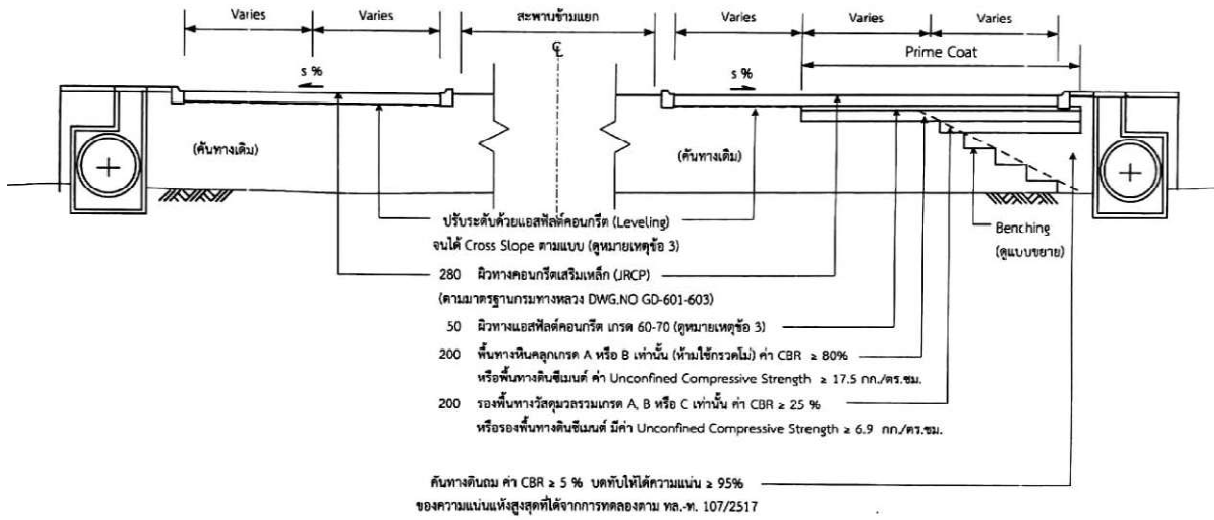 Varies
Varies
สะพานข้ามแยก
Varies
Varies
Varies
Prime Coat
℄
s %
s %
(คันทางเดิม)
(คันทางเดิม)
Benching
(ดูแบบขยาย)
ปรับระดับด้วยแอสฟัลต์คอนกรีต (Leveling)
จนได้ Cross Slope ตามแบบ (ดูหมายเหตุข้อ 3)
280 ผิวทางคอนกรีตเสริมเหล็ก (JRCP)
(ตามมาตรฐานกรมทางหลวง DWG.NO GD-601-603)
50 ผิวทางแอสฟัลต์คอนกรีต เกรด 60-70 (ดูหมายเหตุข้อ 3)
200 พื้นทางหินคลุกเกรด A หรือ B เท่านั้น (ห้ามใช้กรวดโม่) ค่า CBR ≥ 80%
หรือพื้นทางดินซีเมนต์ ค่า Unconfined Compressive Strength ≥ 17.5 กก./ตร.ซม.
200 รองพื้นทางวัสดุมวลรวมเกรด A, B หรือ C เท่านั้น ค่า CBR ≥ 25 %
หรือรองพื้นทางดินซีเมนต์ มีค่า Unconfined Compressive Strength ≥ 6.9 กก./ตร.ซม.
คันทางดินถม ค่า CBR ≥ 5 % บดทับให้ได้ความแน่น ≥ 95%
ของความแน่นแห้งสูงสุดที่ได้จากการทดลองตาม ทล.-ท. 107/2517